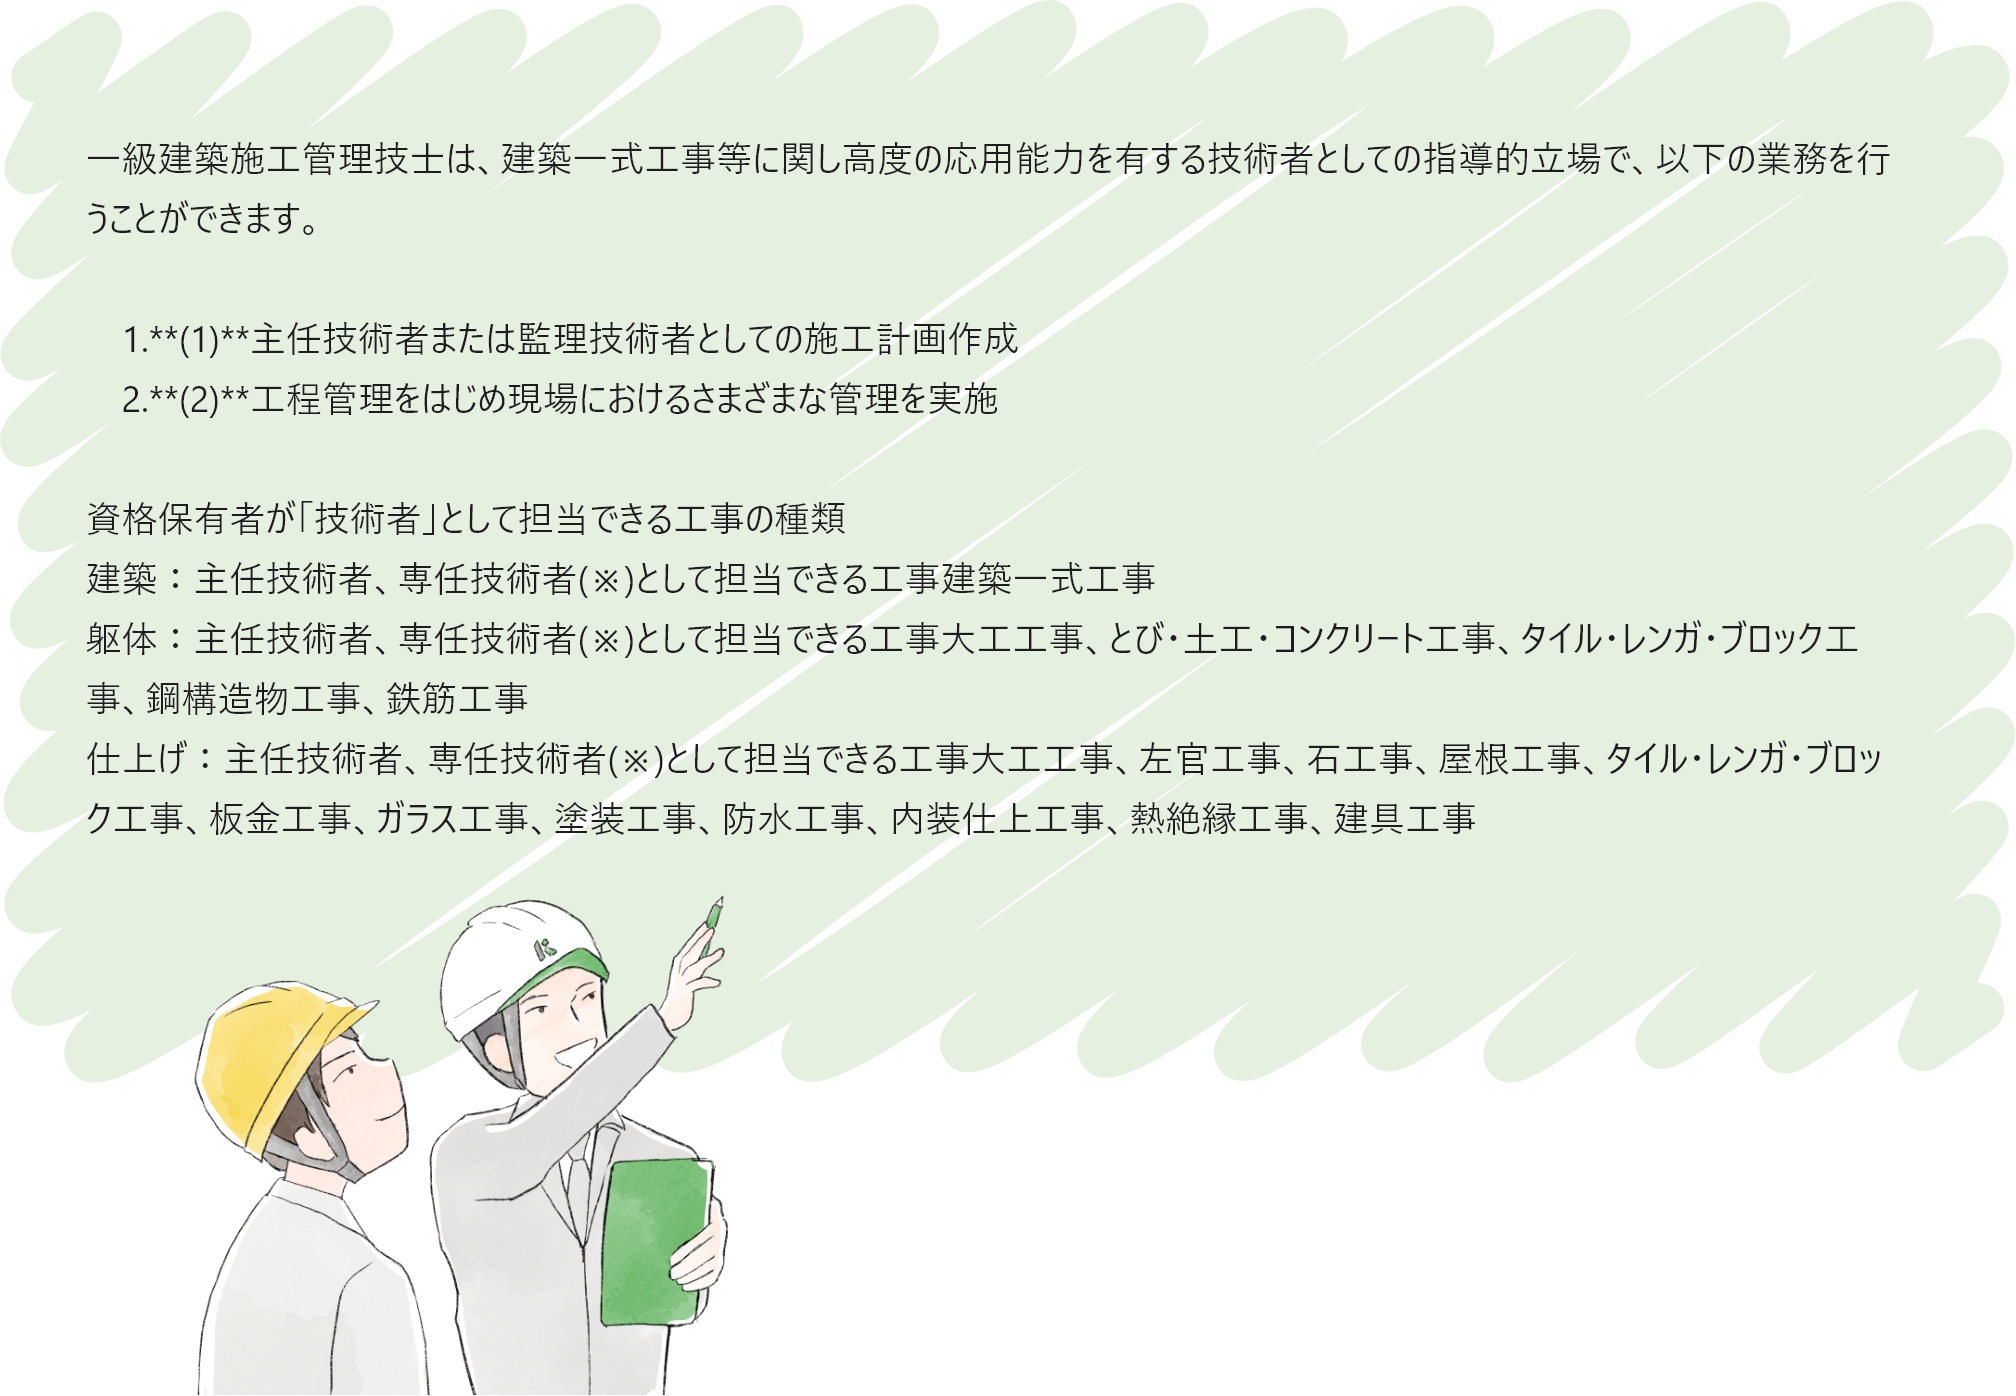 一級建築施工管理技士は、建築一式工事等に関し高度の応用能力を有する技術者としての指導的立場で、以下の業務を行
うことができます。
1.**(1)**主任技術者または監理技術者としての施工計画作成
2.**(2)**工程管理をはじめ現場におけるさまざまな管理を実施
資格保有者が「技術者」として担当できる工事の種類
建築：主任技術者、専任技術者(※)として担当できる工事建築一式工事
躯体：主任技術者、専任技術者(※)として担当できる工事大工工事、とび・土工・コンクリート工事、タイル・レンガ・ブロック工
事、鋼構造物工事、鉄筋工事
仕上げ：主任技術者、専任技術者(※)として担当できる工事大工工事、左官工事、石工事、屋根工事、タイル・レンガ・ブロッ
ク工事、板金工事、ガラス工事、塗装工事、防水工事、内装仕上工事、熱絶縁工事、建具工事